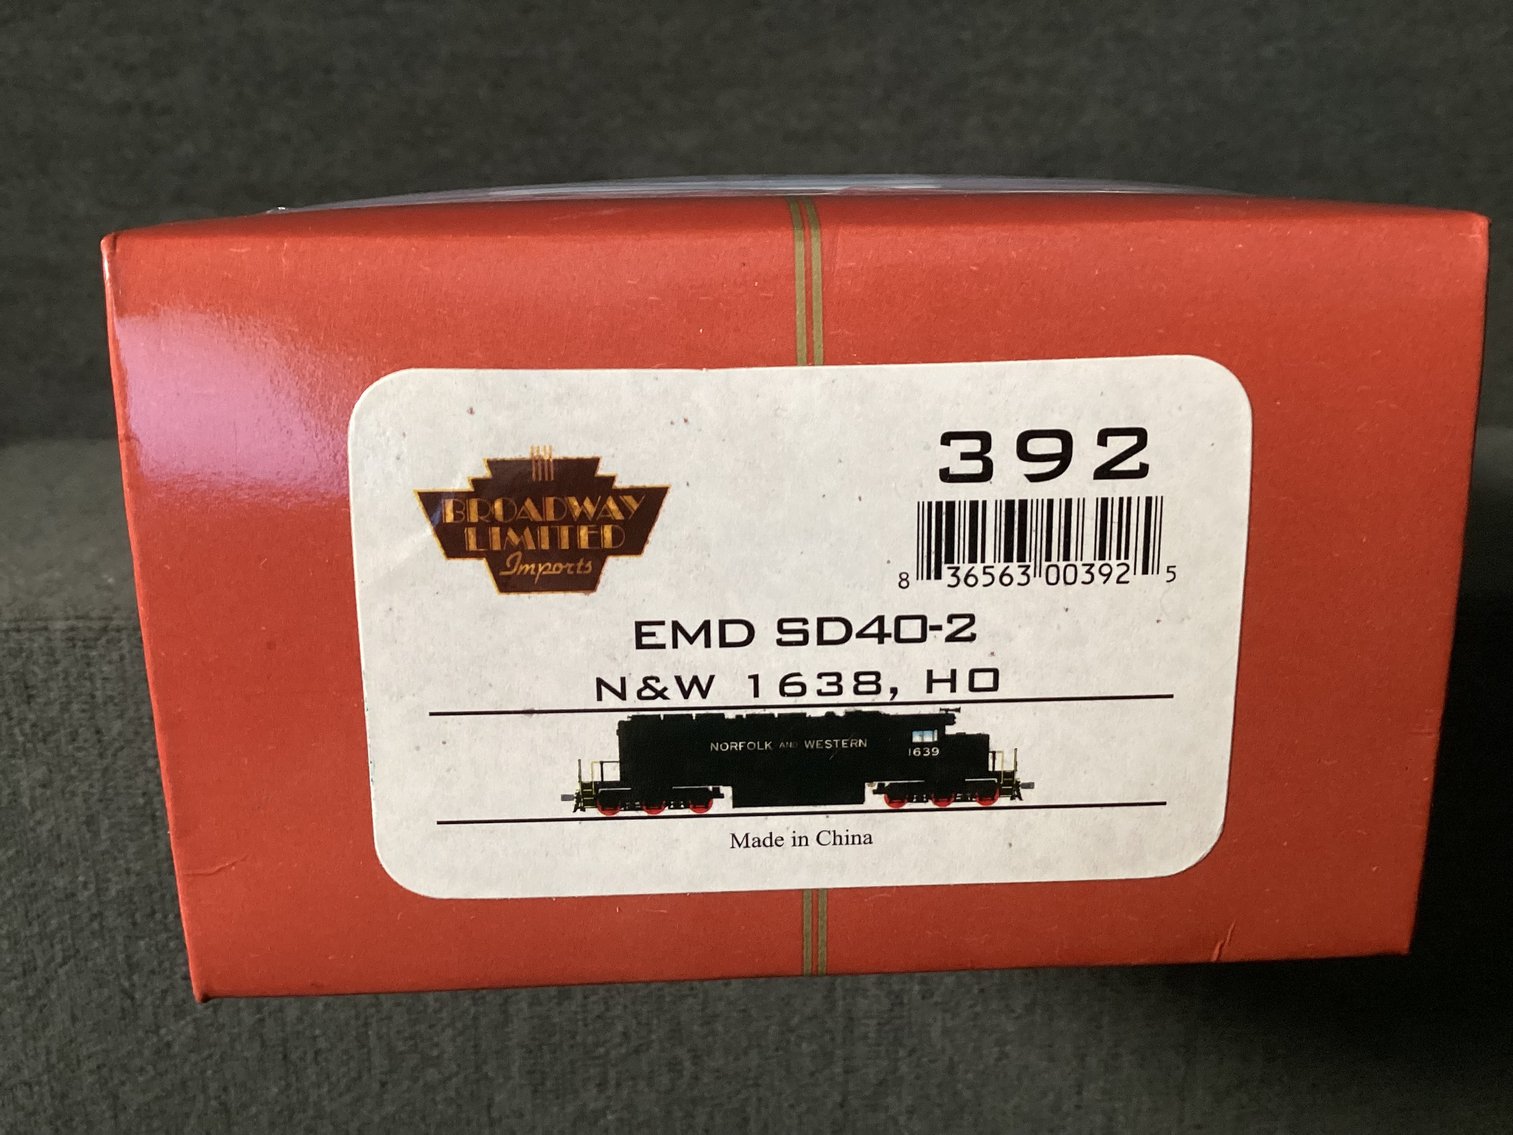 392
BROADWAY
LIMITED
Imports
8 36563 00392 5
EMD SD40-2
N&W 1638, HO
NORFOLK AND WESTERN 1639
Made in China